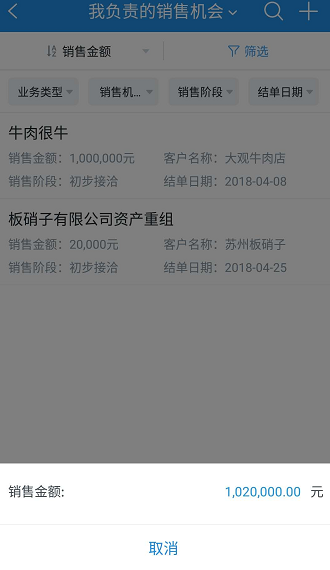 我负责的销售机会
销售金额 筛选
业务类型 销售机... 销售阶段 结单日期
牛肉很牛
销售金额：1,000,000元 客户名称：大观牛肉店
销售阶段：初步接洽 结单日期：2018-04-08
板硝子有限公司资产重组
销售金额：20,000元 客户名称：苏州板硝子
销售阶段：初步接洽 结单日期：2018-04-25
销售金额: 1,020,000.00 元
取消